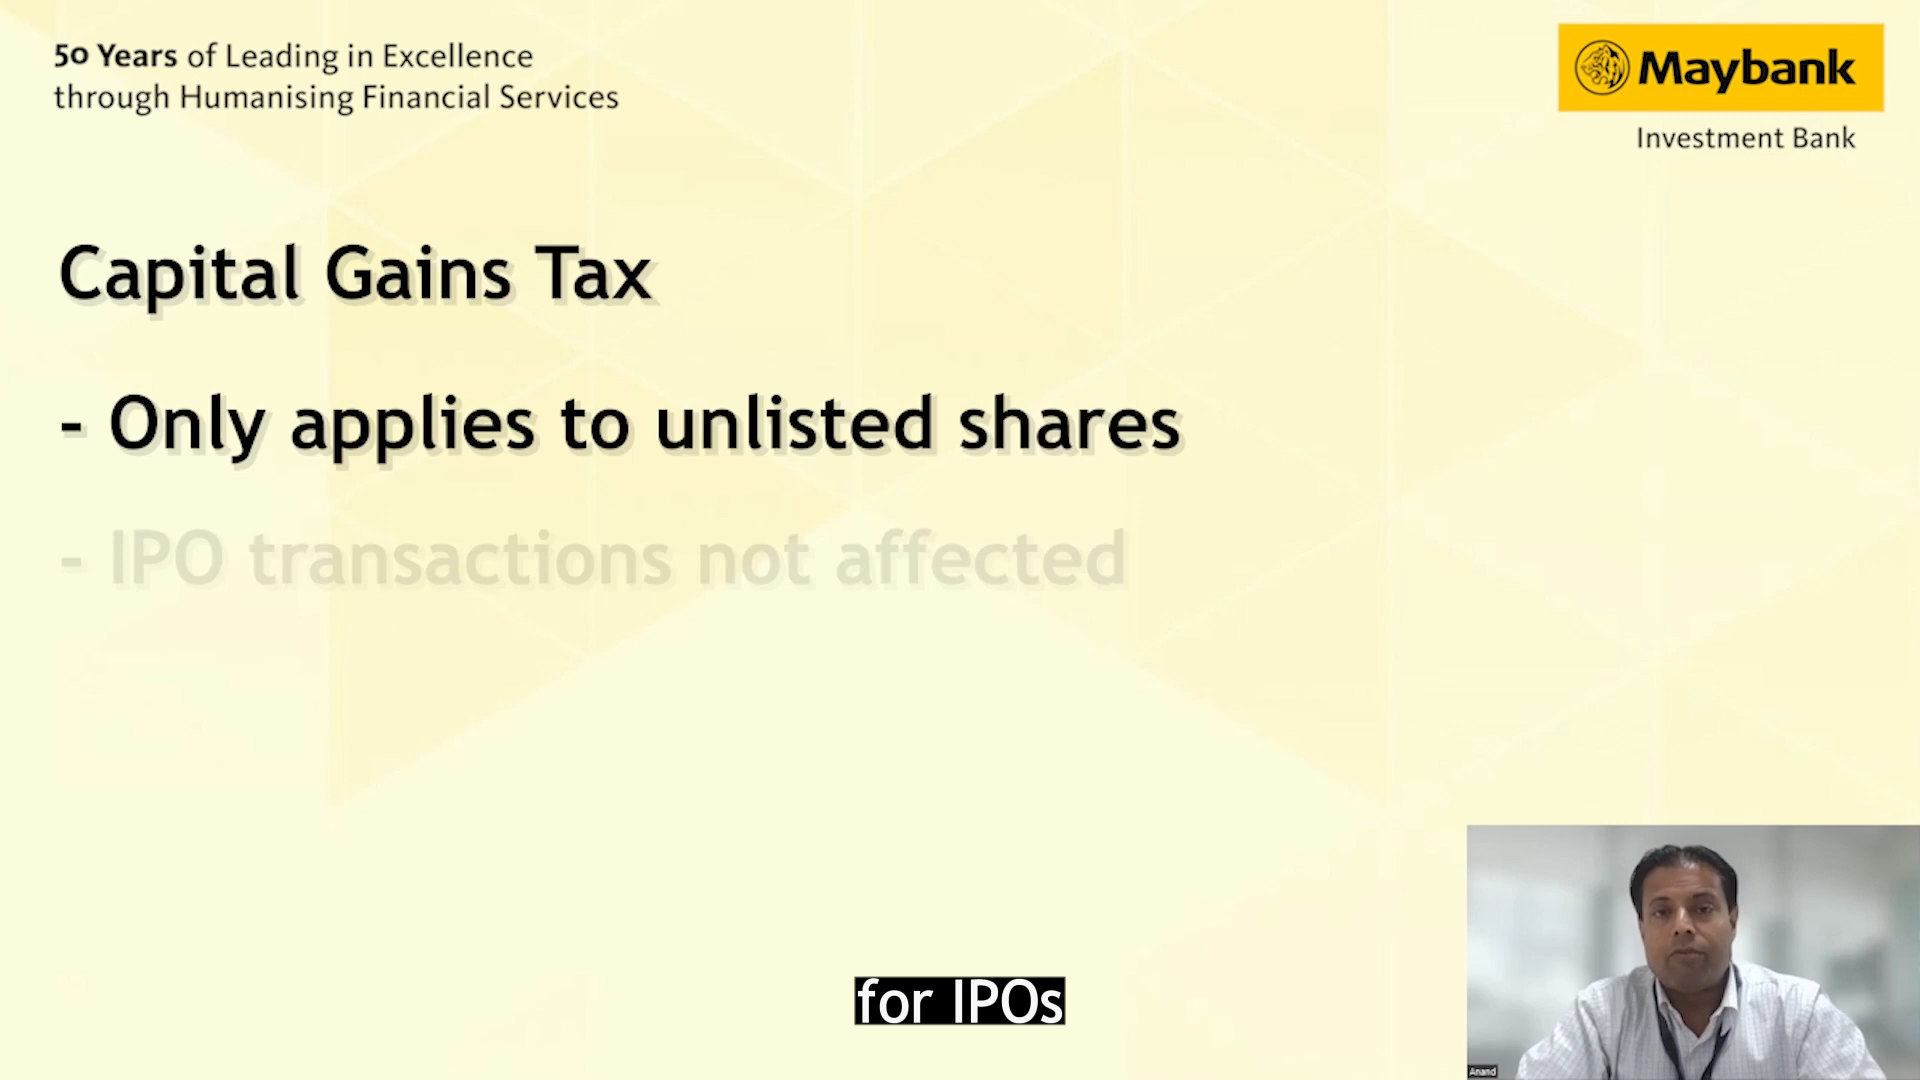 50 Years of Leading in Excellence
through Humanising Financial Services
Maybank
Investment Bank
Capital Gains Tax
- Only applies to unlisted shares
- IPO transactions not affected
for IPOs
Anand